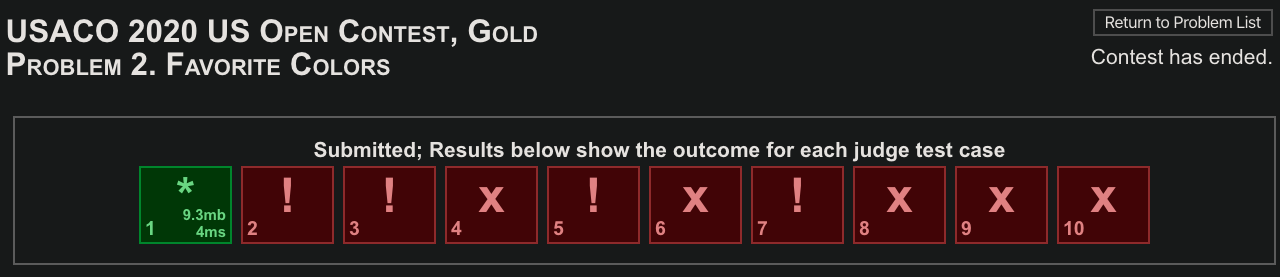 USACO 2020 US Open Contest, Gold
Problem 2. Favorite Colors
Return to Problem List
Contest has ended.
Submitted; Results below show the outcome for each judge test case
* ! ! x ! x ! x x x
9.3mb
1 4ms 2 3 4 5 6 7 8 9 10